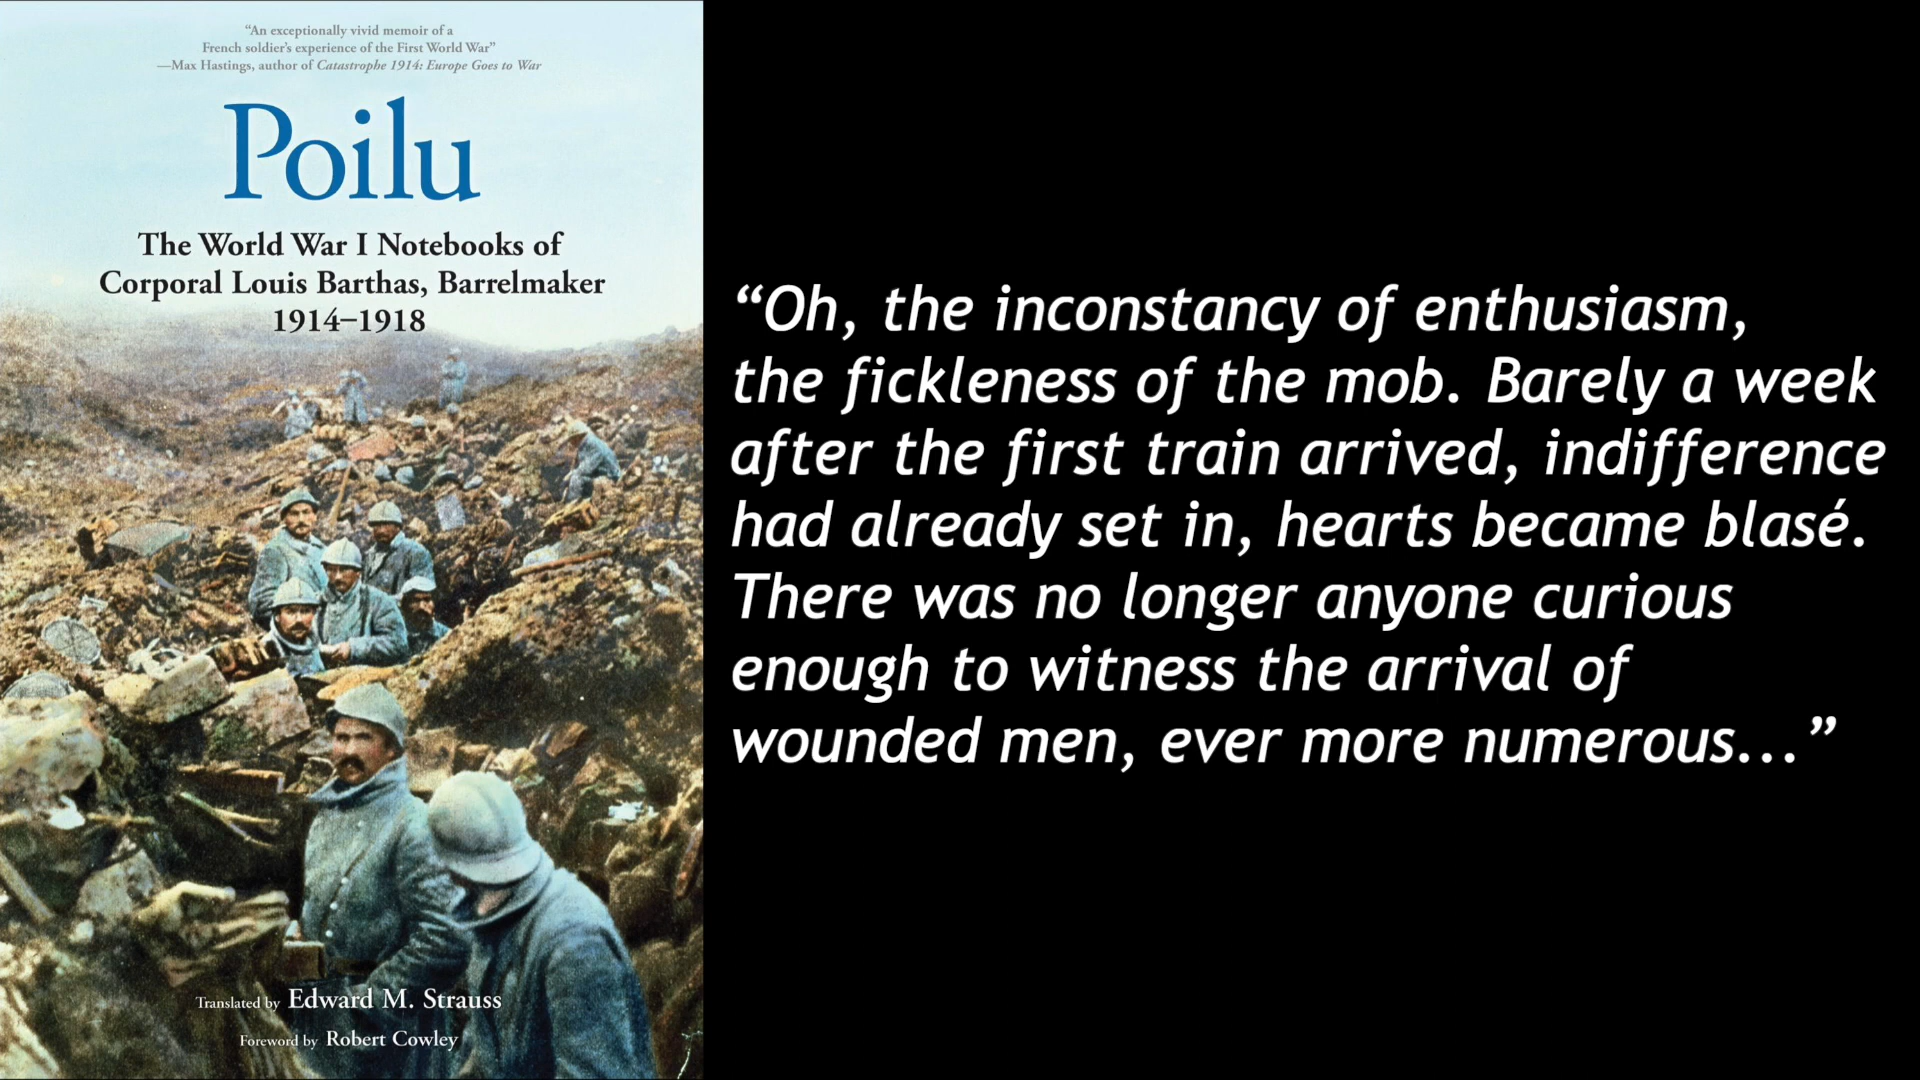 “An exceptionally vivid memoir of a
French soldier’s experience of the First World War”
—Max Hastings, author of Catastrophe 1914: Europe Goes to War
Poilu
The World War I Notebooks of
Corporal Louis Barthas, Barrelmaker
1914–1918
Translated by Edward M. Strauss
Foreword by Robert Cowley
“Oh, the inconstancy of enthusiasm,
the fickleness of the mob. Barely a week
after the first train arrived, indifference
had already set in, hearts became blasé.
There was no longer anyone curious
enough to witness the arrival of
wounded men, ever more numerous...”